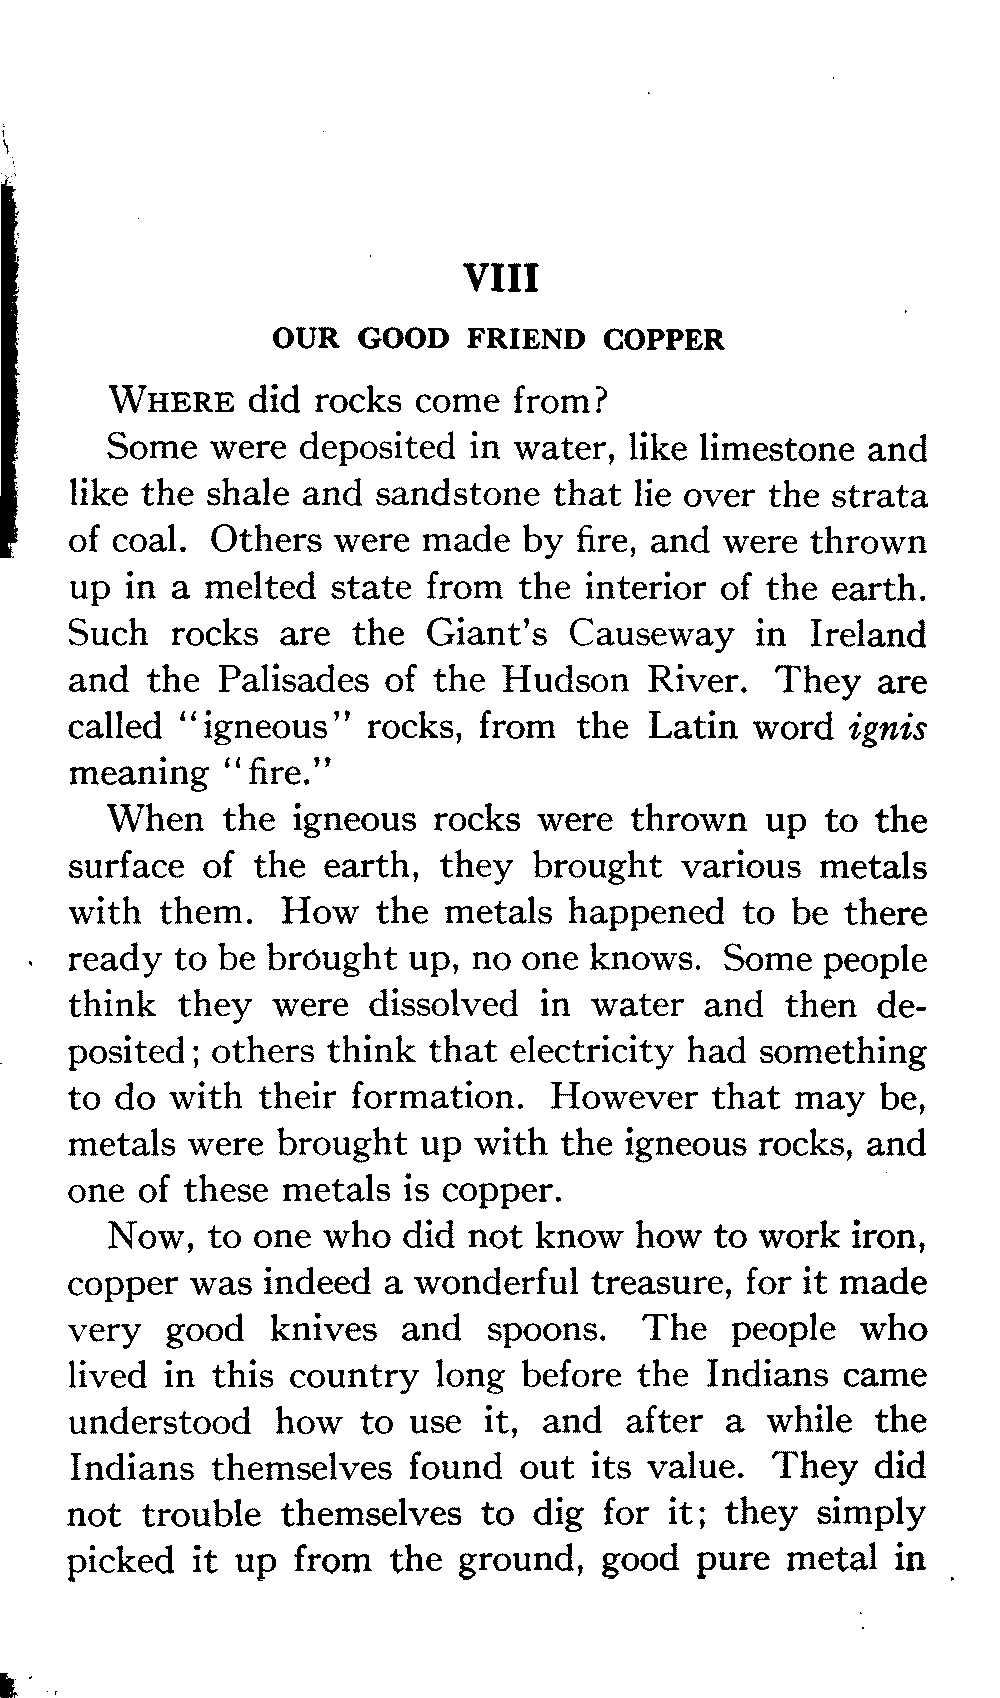 VIII
OUR GOOD FRIEND COPPER
WHERE did rocks come from?
Some were deposited in water, like limestone and
like the shale and sandstone that lie over the strata
of coal. Others were made by fire, and were thrown
up in a melted state from the interior of the earth.
Such rocks are the Giant's Causeway in Ireland
and the Palisades of the Hudson River. They are
called "igneous" rocks, from the Latin word ignis
meaning "fire."
When the igneous rocks were thrown up to the
surface of the earth, they brought various metals
with them. How the metals happened to be there
ready to be brought up, no one knows. Some people
think they were dissolved in water and then de-
posited; others think that electricity had something
to do with their formation. However that may be,
metals were brought up with the igneous rocks, and
one of these metals is copper.
Now, to one who did not know how to work iron,
copper was indeed a wonderful treasure, for it made
very good knives and spoons. The people who
lived in this country long before the Indians came
understood how to use it, and after a while the
Indians themselves found out its value. They did
not trouble themselves to dig for it; they simply
picked it up from the ground, good pure metal in